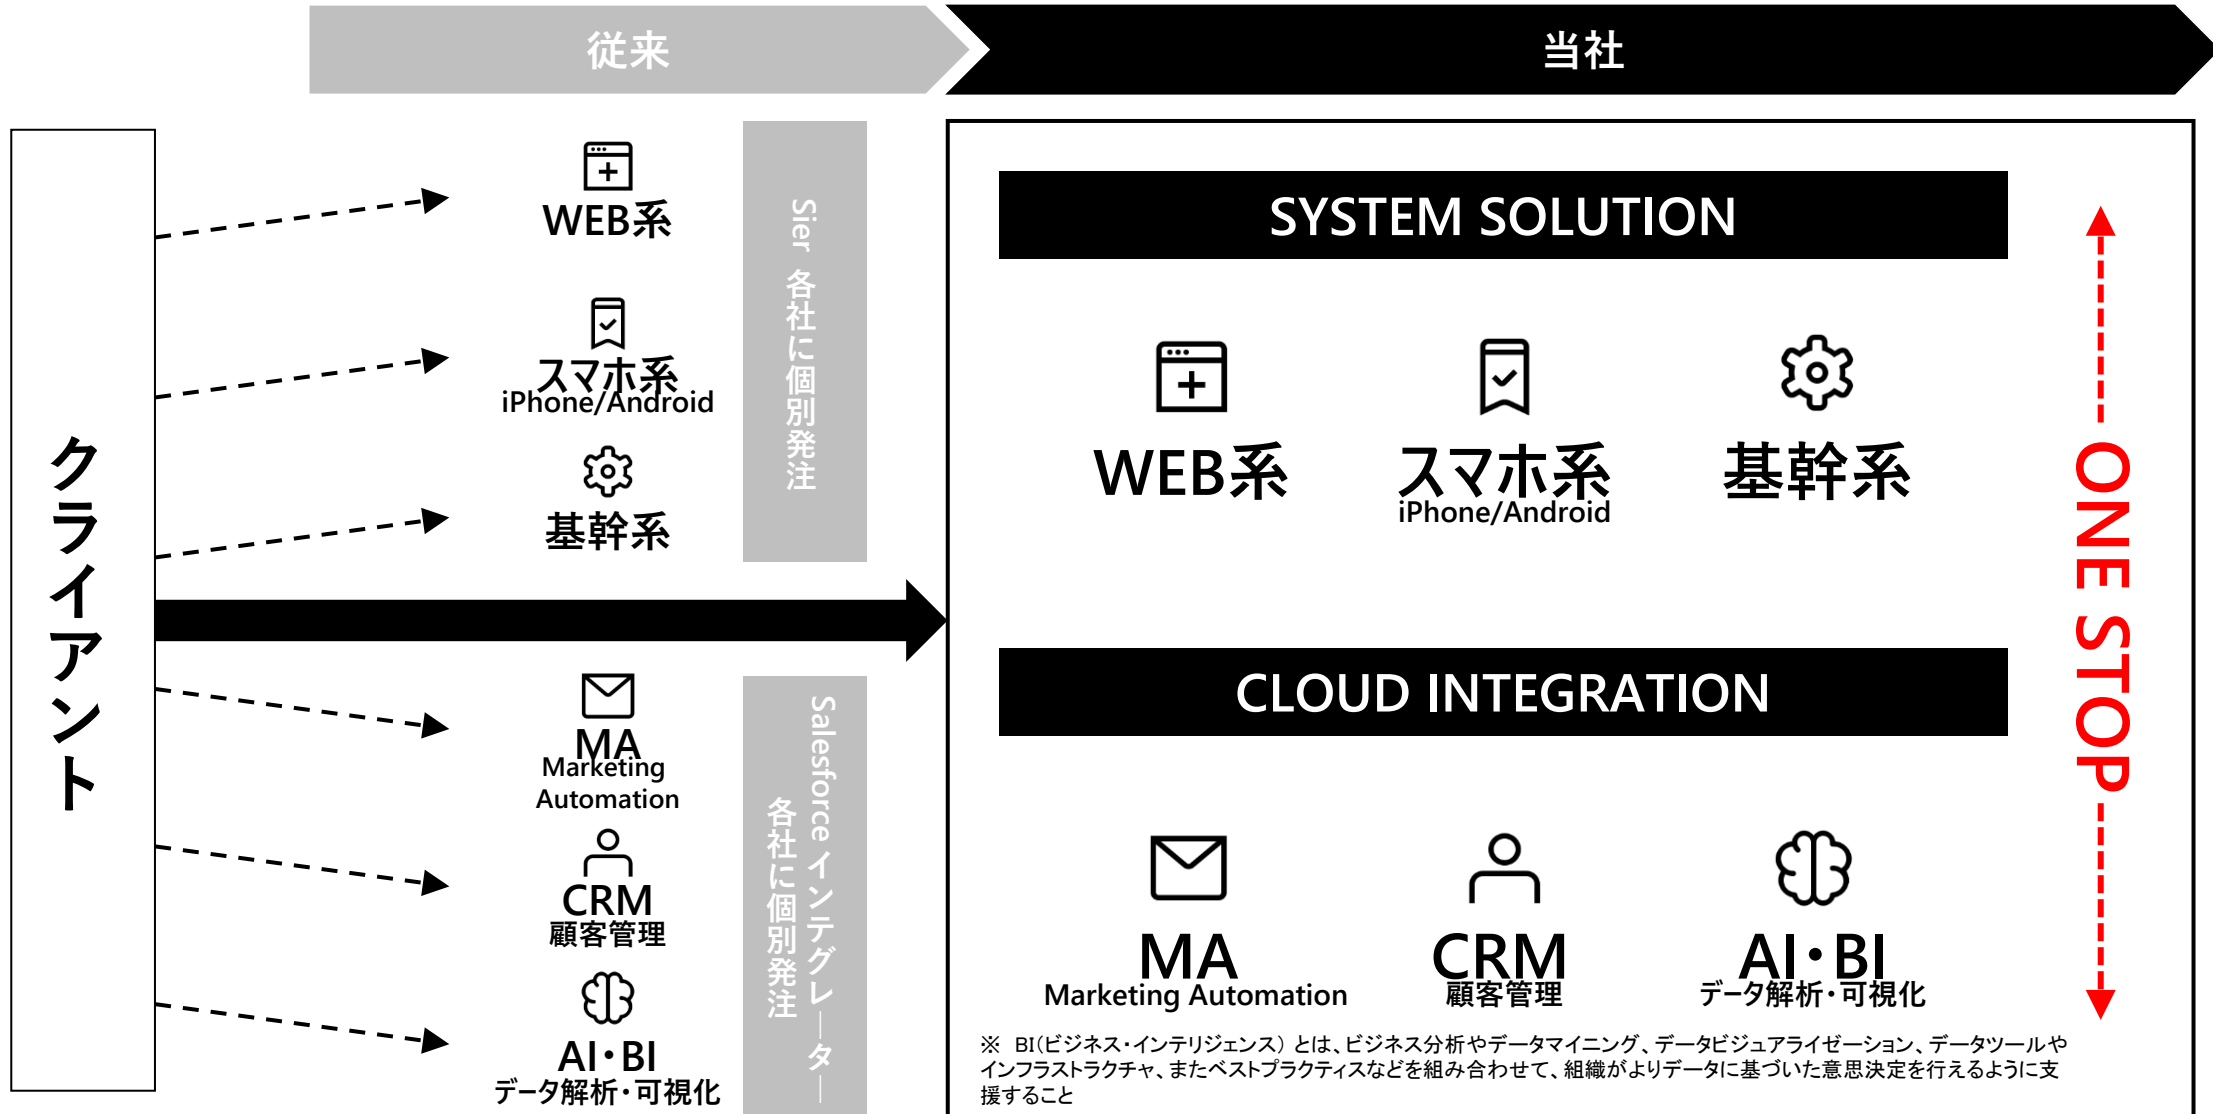 従来
当社
クライアント
WEB系
スマホ系
iPhone/Android
基幹系
Sier 各社に個別発注
MA
Marketing
Automation
CRM
顧客管理
AI・BI
データ解析・可視化
Salesforce インテグレーター
各社に個別発注
SYSTEM SOLUTION
WEB系
スマホ系
iPhone/Android
基幹系
CLOUD INTEGRATION
MA
Marketing Automation
CRM
顧客管理
AI・BI
データ解析・可視化
ONE STOP
※ BI(ビジネス・インテリジェンス) とは、ビジネス分析やデータマイニング、データビジュアライゼーション、データツールや
インフラストラクチャ、またベストプラクティスなどを組み合わせて、組織がよりデータに基づいた意思決定を行えるように支
援すること